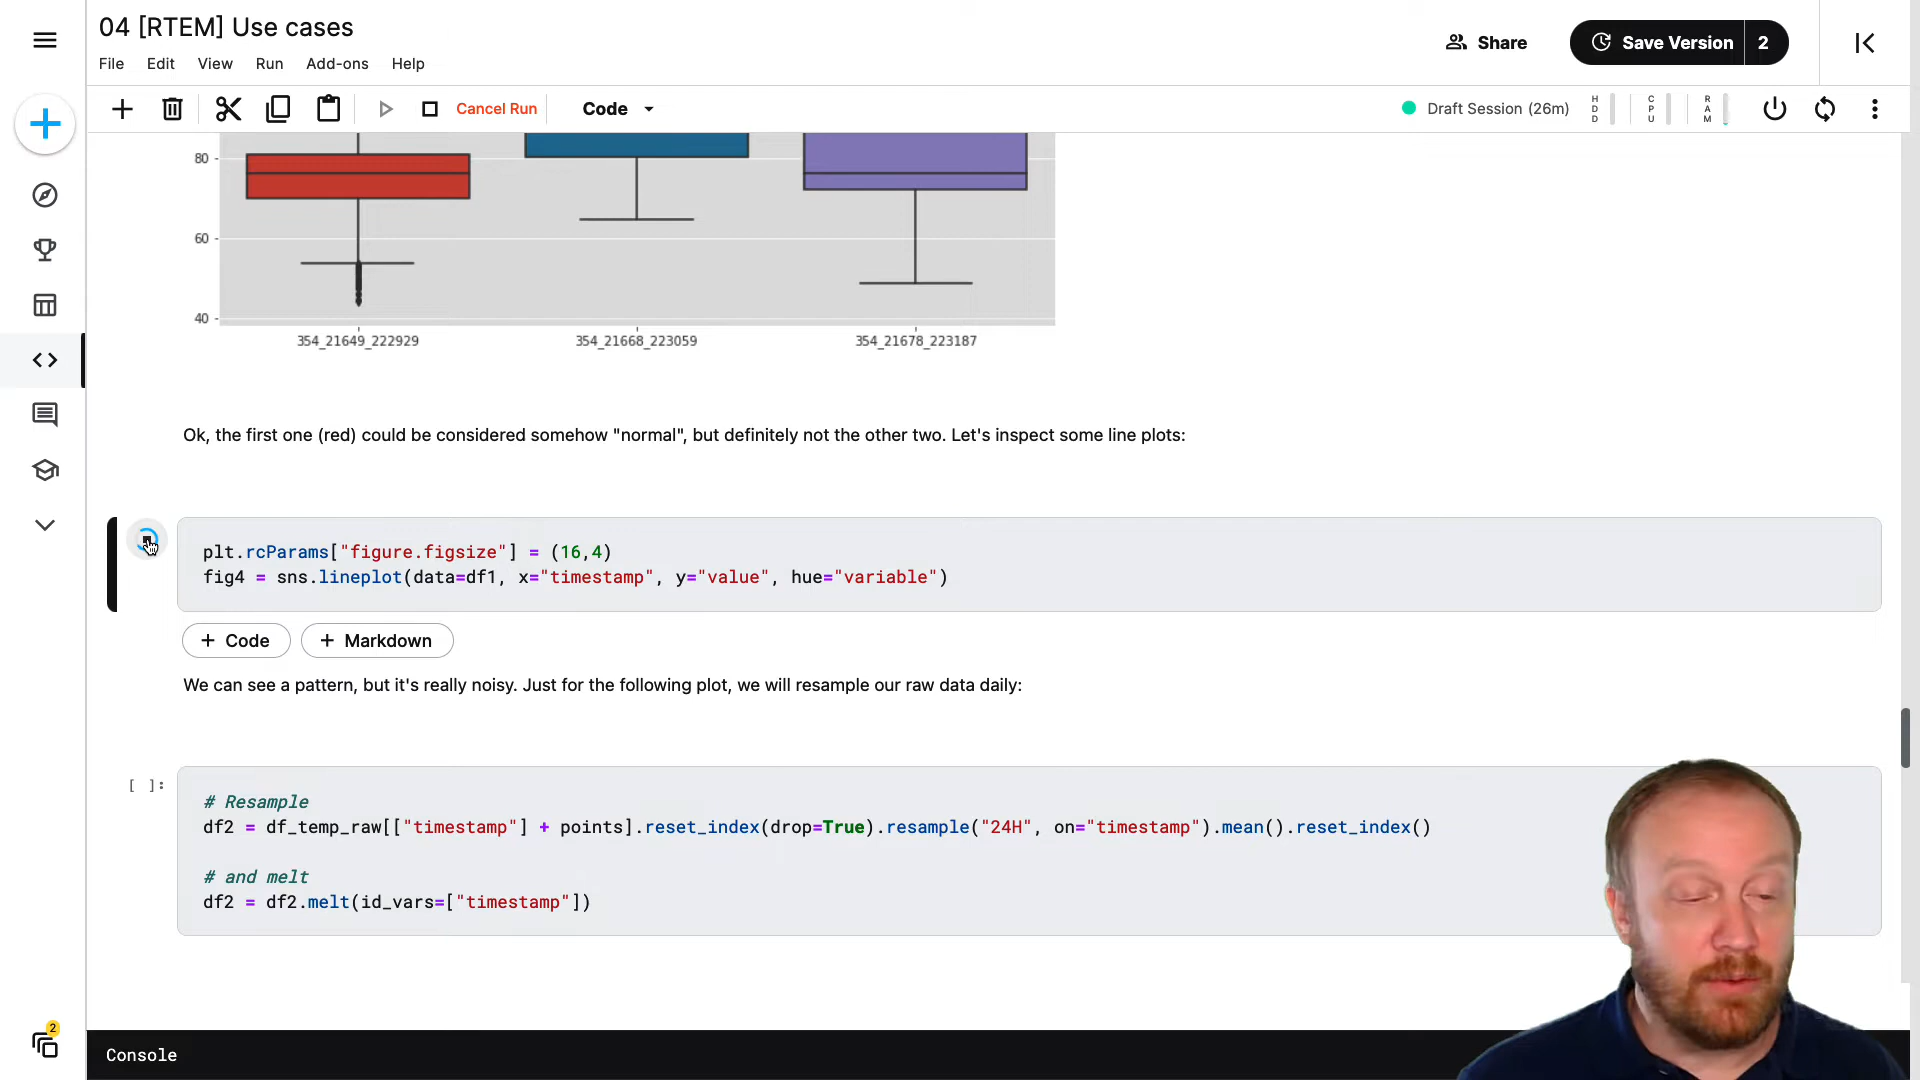 04 [RTEM] Use cases
File Edit View Run Add-ons Help
Share
Save Version 2
Cancel Run
Code
Draft Session (26m)
HDD
CPU
RAM
80
60
40
354_21649_222929 354_21668_223059 354_21678_223187
Ok, the first one (red) could be considered somehow "normal", but definitely not the other two. Let's inspect some line plots:
plt.rcParams["figure.figsize"] = (16,4)
fig4 = sns.lineplot(data=df1, x="timestamp", y="value", hue="variable")
+ Code + Markdown
We can see a pattern, but it's really noisy. Just for the following plot, we will resample our raw data daily:
[ ]:
# Resample
df2 = df_temp_raw[["timestamp"] + points].reset_index(drop=True).resample("24H", on="timestamp").mean().reset_index()
# and melt
df2 = df2.melt(id_vars=["timestamp"])
2
Console